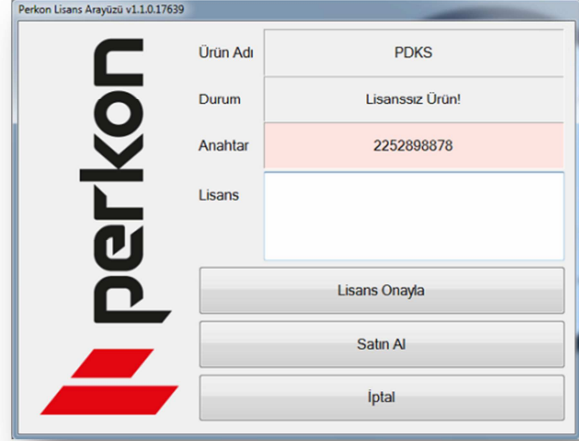 Perkon Lisans Arayüzü v1.1.0.17639
perkon
Ürün Adı PDKS
Durum Lisanssız Ürün!
Anahtar 2252898878
Lisans
Lisans Onayla
Satın Al
İptal